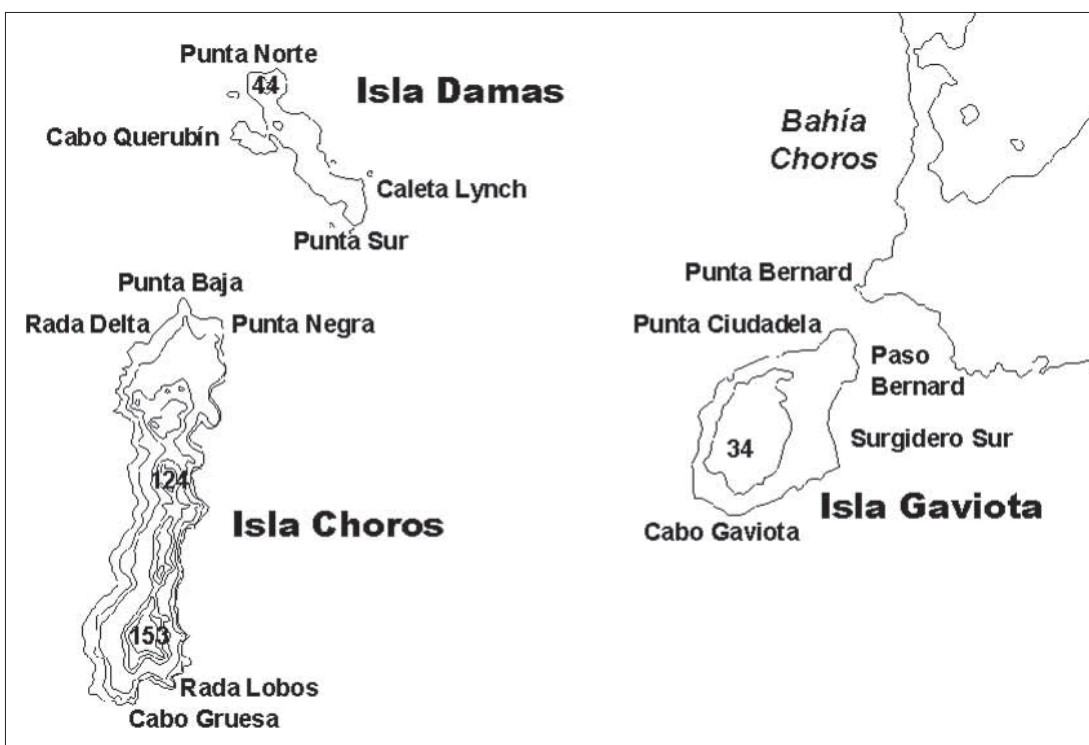 Punta Norte
44
Isla Damas
Cabo Querubín
Caleta Lynch
Punta Sur
Bahía
Choros
Punta Bernard
Punta Baja
Rada Delta
Punta Negra
Punta Ciudadela
Paso
Bernard
34
Surgidero Sur
Isla Gaviota
Cabo Gaviota
124
Isla Choros
153
Rada Lobos
Cabo Gruesa